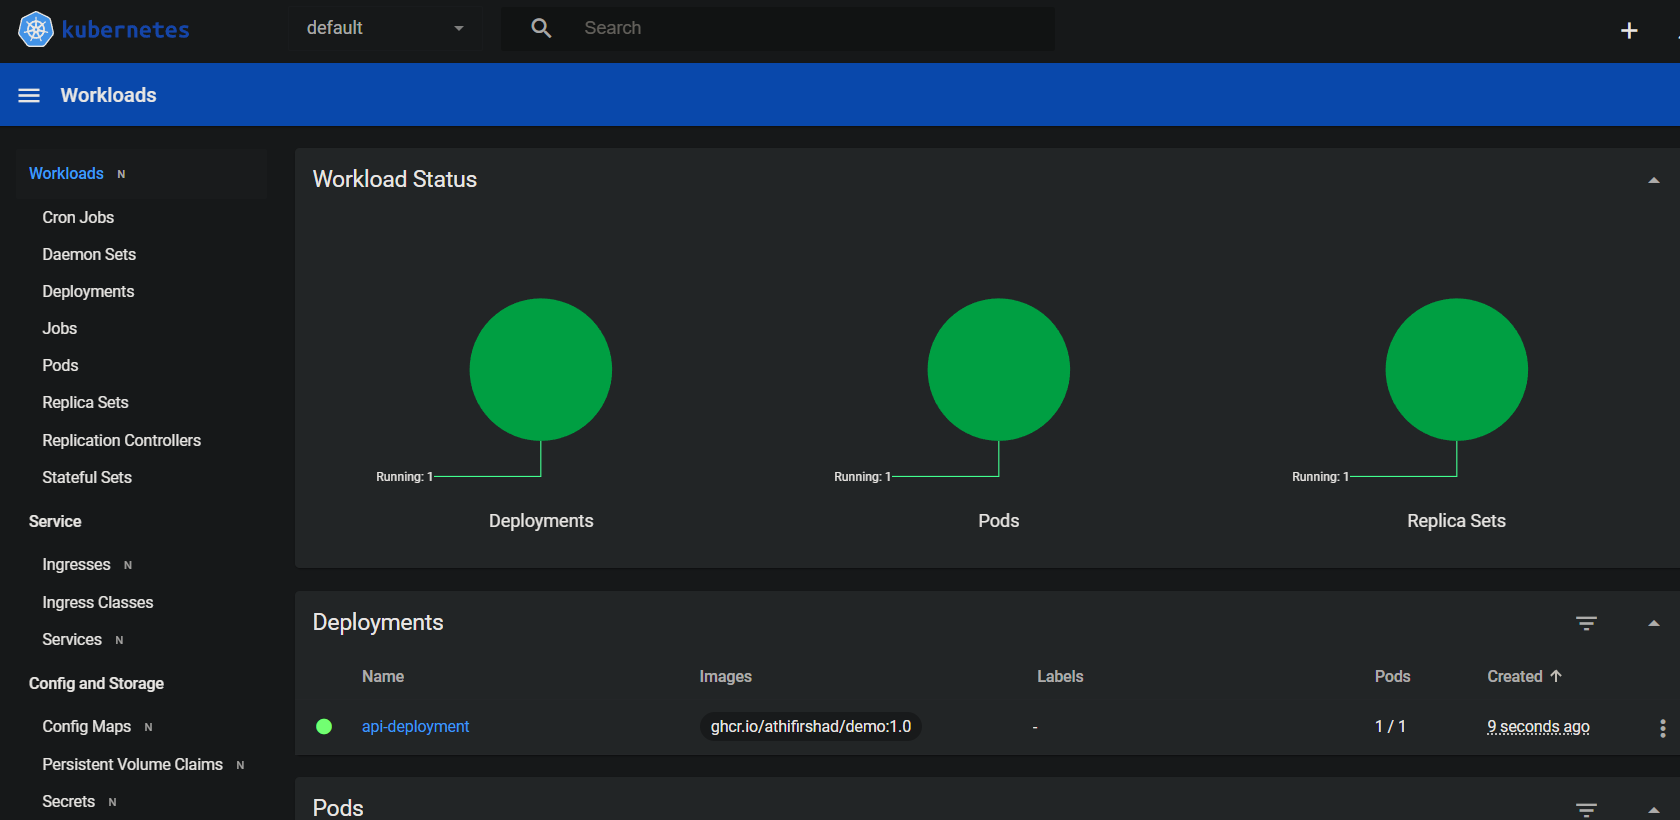 kubernetes
default
Search
Workloads
Workloads N
Cron Jobs
Daemon Sets
Deployments
Jobs
Pods
Replica Sets
Replication Controllers
Stateful Sets
Service
Ingresses N
Ingress Classes
Services N
Config and Storage
Config Maps N
Persistent Volume Claims N
Secrets N
Workload Status
Running: 1
Deployments
Running: 1
Pods
Running: 1
Replica Sets
Deployments
Name Images Labels Pods Created
api-deployment ghcr.io/athifirshad/demo:1.0 - 1 / 1 9 seconds ago
Pods